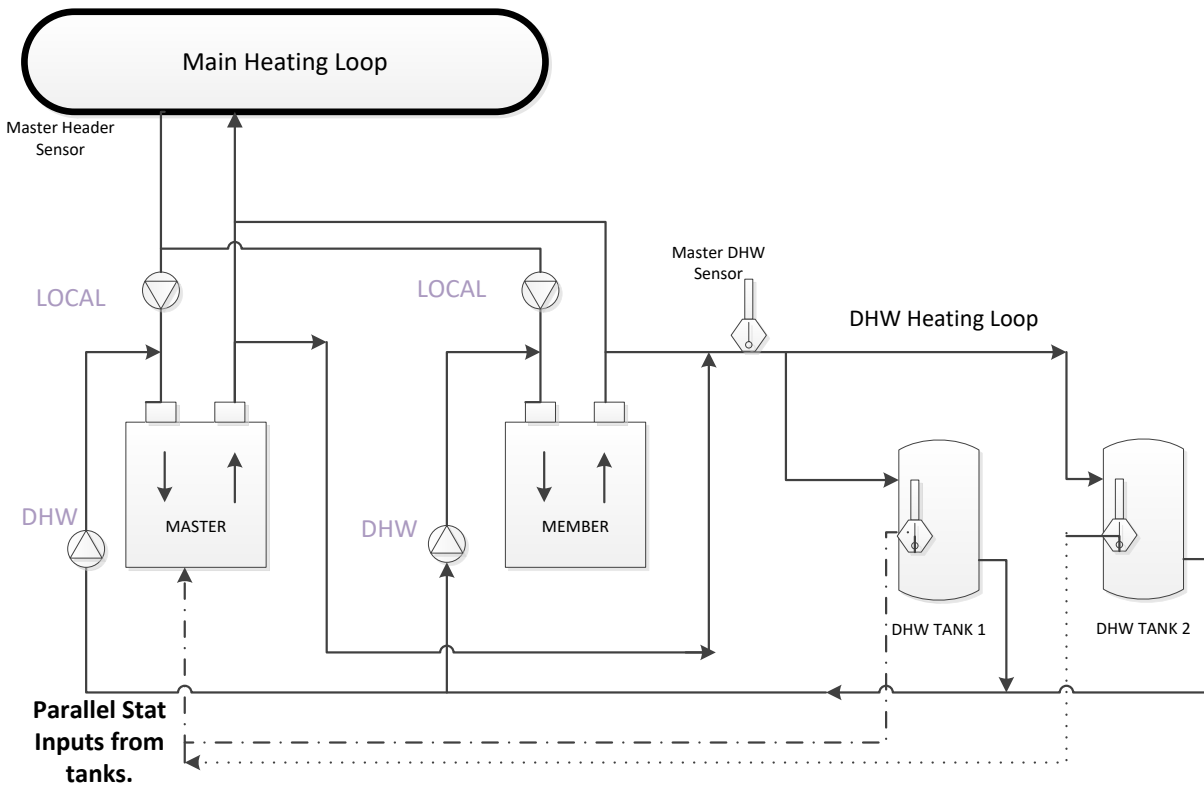 Main Heating Loop
Master Header
Sensor
Master DHW
Sensor
LOCAL
LOCAL
DHW Heating Loop
DHW
MASTER
DHW
MEMBER
DHW TANK 1
DHW TANK 2
Parallel Stat
Inputs from
tanks.